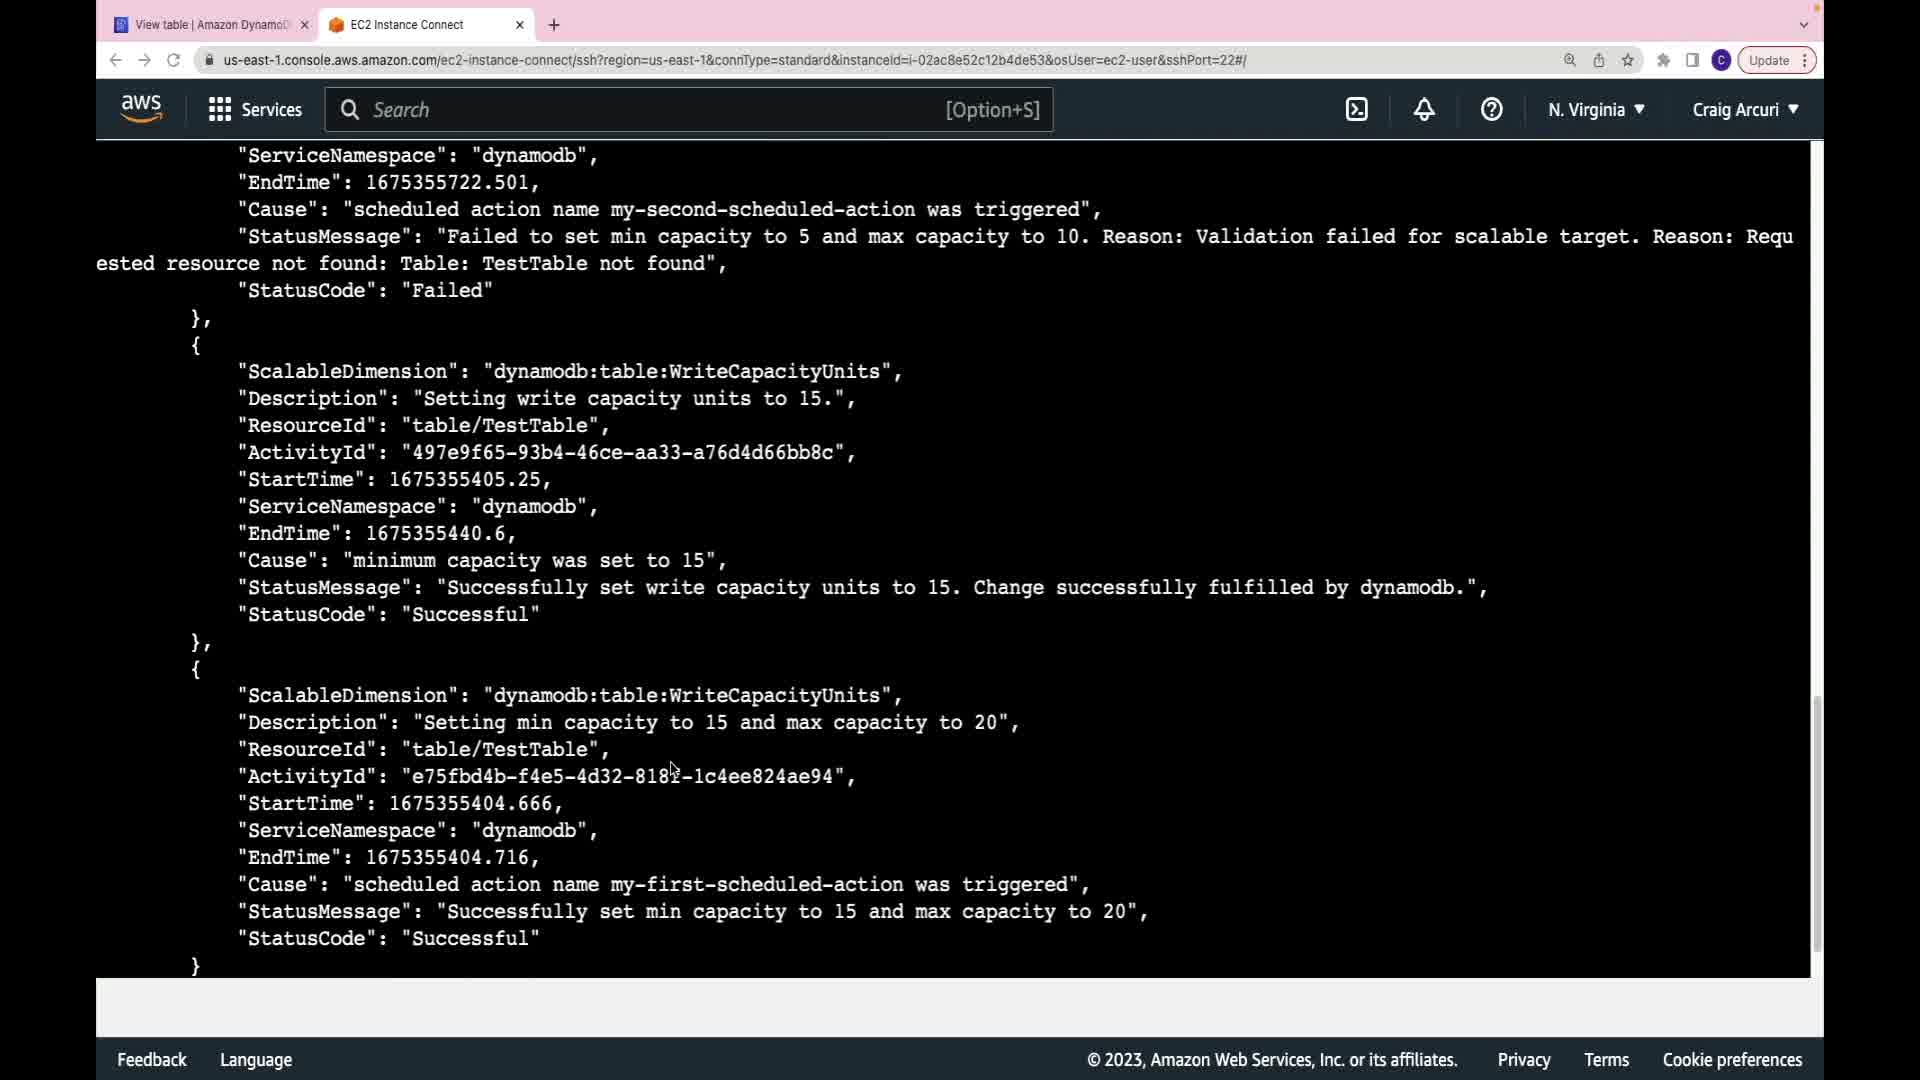 View table | Amazon DynamoD
EC2 Instance Connect
us-east-1.console.aws.amazon.com/ec2-instance-connect/ssh?region=us-east-1&connType=standard&instanceId=i-02ac8e52c12b4de53&osUser=ec2-user&sshPort=22#/
C
Update
aws
Services
Search
[Option+S]
N. Virginia
Craig Arcuri
"ServiceNamespace": "dynamodb",
"EndTime": 1675355722.501,
"Cause": "scheduled action name my-second-scheduled-action was triggered",
"StatusMessage": "Failed to set min capacity to 5 and max capacity to 10. Reason: Validation failed for scalable target. Reason: Requ
ested resource not found: Table: TestTable not found",
"StatusCode": "Failed"
},
{
"ScalableDimension": "dynamodb:table:WriteCapacityUnits",
"Description": "Setting write capacity units to 15.",
"ResourceId": "table/TestTable",
"ActivityId": "497e9f65-93b4-46ce-aa33-a76d4d66bb8c",
"StartTime": 1675355405.25,
"ServiceNamespace": "dynamodb",
"EndTime": 1675355440.6,
"Cause": "minimum capacity was set to 15",
"StatusMessage": "Successfully set write capacity units to 15. Change successfully fulfilled by dynamodb.",
"StatusCode": "Successful"
},
{
"ScalableDimension": "dynamodb:table:WriteCapacityUnits",
"Description": "Setting min capacity to 15 and max capacity to 20",
"ResourceId": "table/TestTable",
"ActivityId":
"StartTime": 1675355404.666,
"ServiceNamespace": "dynamodb",
"EndTime": 1675355404.716,
"Cause": "scheduled action name my-first-scheduled-action was triggered",
"StatusMessage": "Successfully set min capacity to 15 and max capacity to 20",
"StatusCode": "Successful"
}
Feedback
Language
© 2023, Amazon Web Services, Inc. or its affiliates.
Privacy
Terms
Cookie preferences